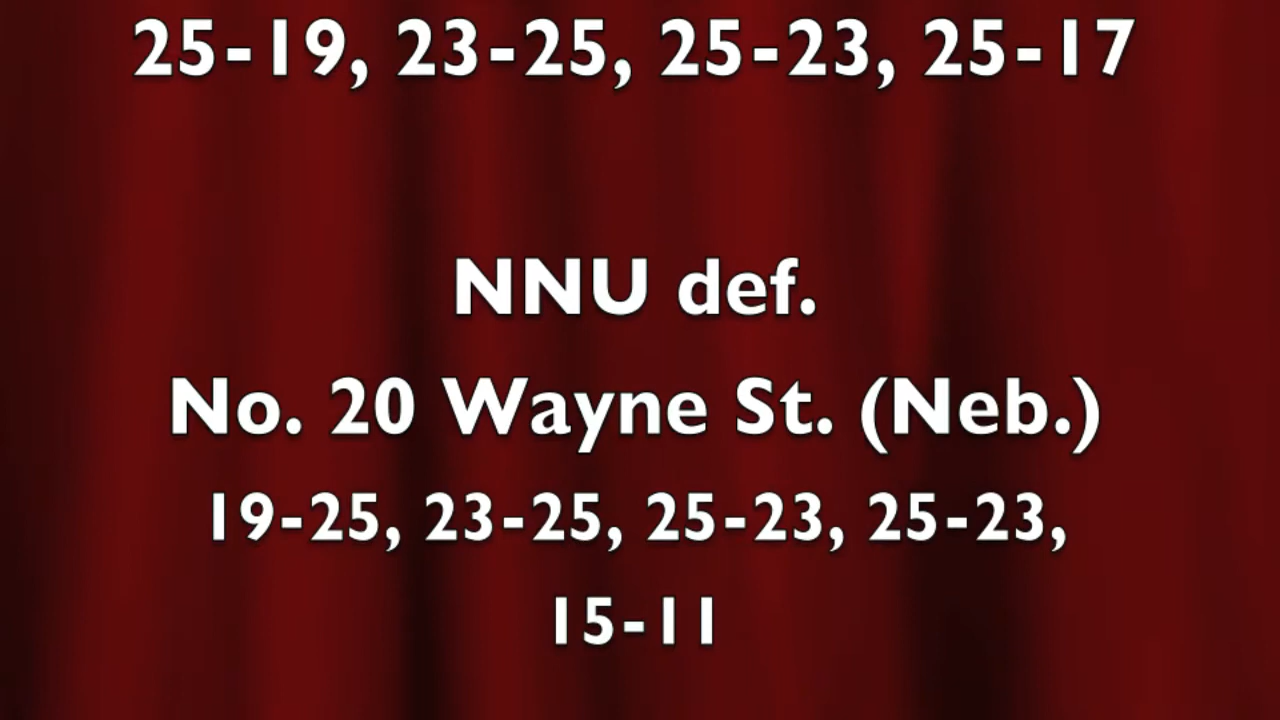 25-19, 23-25, 25-23, 25-17
NNU def.
No. 20 Wayne St. (Neb.)
19-25, 23-25, 25-23, 25-23,
15-11